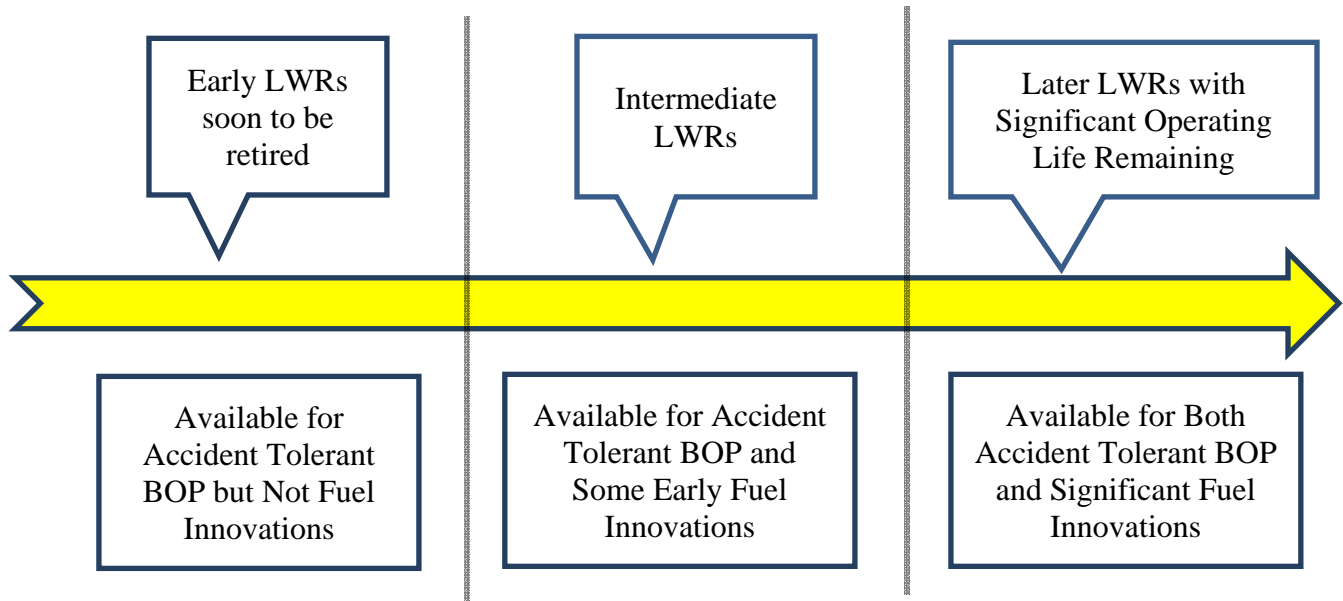 Early LWRs
soon to be
retired
Intermediate
LWRs
Later LWRs with
Significant Operating
Life Remaining
Available for
Accident Tolerant
BOP but Not Fuel
Innovations
Available for Accident
Tolerant BOP and
Some Early Fuel
Innovations
Available for Both
Accident Tolerant BOP
and Significant Fuel
Innovations